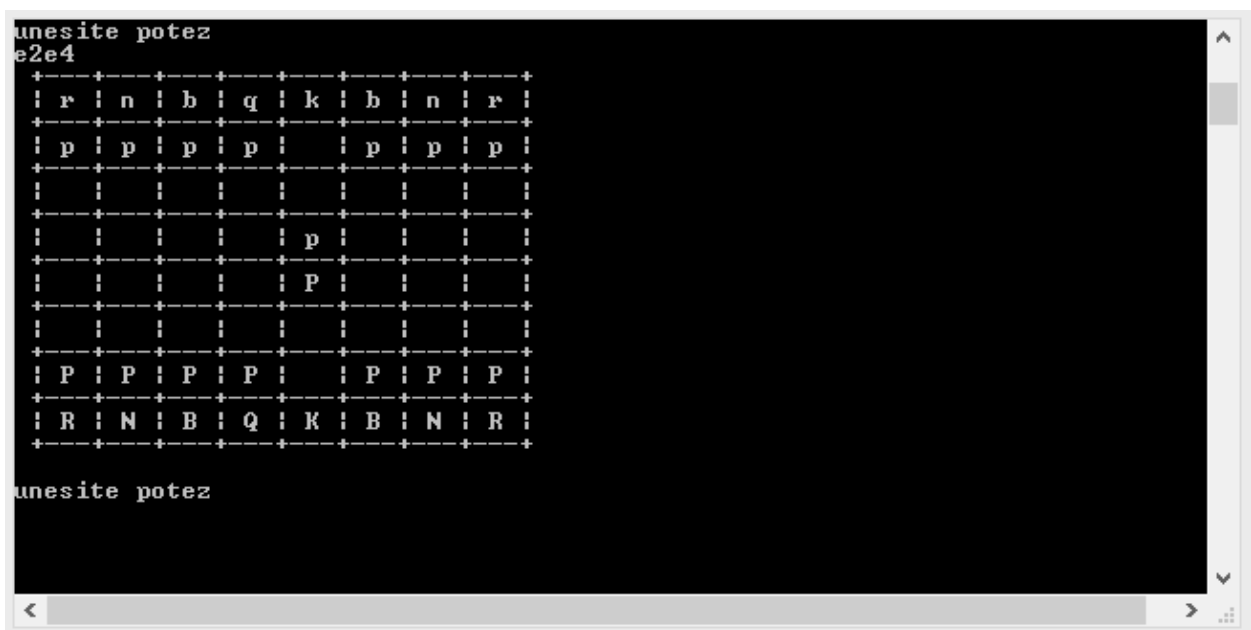 unesite potez
e2e4
+---+---+---+---+---+---+---+---+
¦ r ¦ n ¦ b ¦ q ¦ k ¦ b ¦ n ¦ r ¦
+---+---+---+---+---+---+---+---+
¦ p ¦ p ¦ p ¦ p ¦   ¦ p ¦ p ¦ p ¦
+---+---+---+---+---+---+---+---+
¦   ¦   ¦   ¦   ¦   ¦   ¦   ¦   ¦
+---+---+---+---+---+---+---+---+
¦   ¦   ¦   ¦   ¦ p ¦   ¦   ¦   ¦
+---+---+---+---+---+---+---+---+
¦   ¦   ¦   ¦   ¦ P ¦   ¦   ¦   ¦
+---+---+---+---+---+---+---+---+
¦   ¦   ¦   ¦   ¦   ¦   ¦   ¦   ¦
+---+---+---+---+---+---+---+---+
¦ P ¦ P ¦ P ¦ P ¦   ¦ P ¦ P ¦ P ¦
+---+---+---+---+---+---+---+---+
¦ R ¦ N ¦ B ¦ Q ¦ K ¦ B ¦ N ¦ R ¦
+---+---+---+---+---+---+---+---+
unesite potez